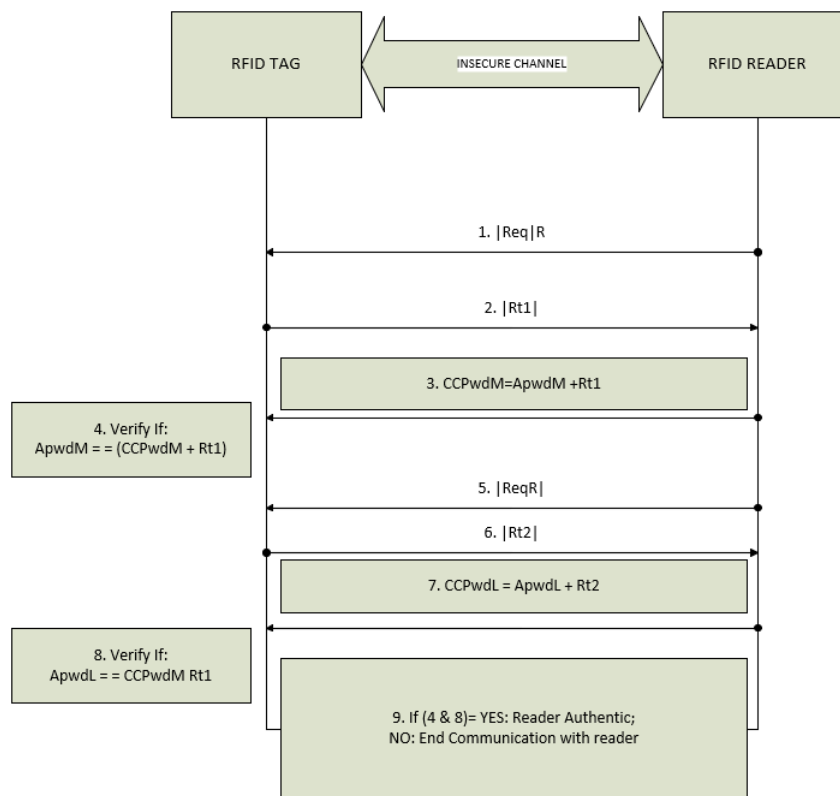 RFID TAG
INSECURE CHANNEL
RFID READER
1. |Req|R
2. |Rt1|
3. CCPwdM=ApwdM +Rt1
4. Verify If:
ApwdM = = (CCPwdM + Rt1)
5. |ReqR|
6. |Rt2|
7. CCPwdL = ApwdL + Rt2
8. Verify If:
ApwdL = = CCPwdM Rt1
9. If (4 & 8)= YES: Reader Authentic;
NO: End Communication with reader